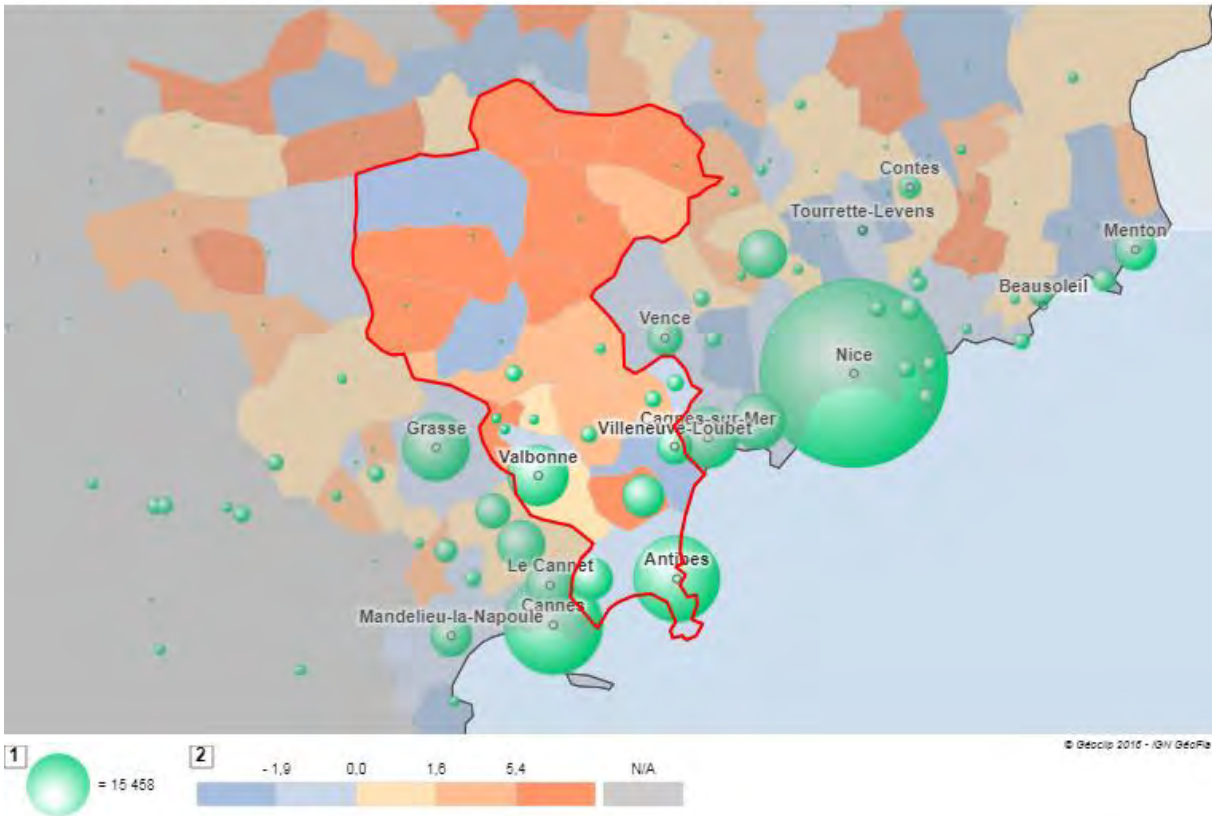 Contes
Tourrette-Levens
Menton
Beausoleil
Vence
Nice
Cagnes-sur-Mer
Villeneuve-Loubet
Grasse
Valbonne
Antibes
Le Cannet
Cannes
Mandelieu-la-Napoule
© Géoclip 2016 - IGN GéoFla
1
= 15 458
2
- 1,9 0,0 1,6 5,4 N/A